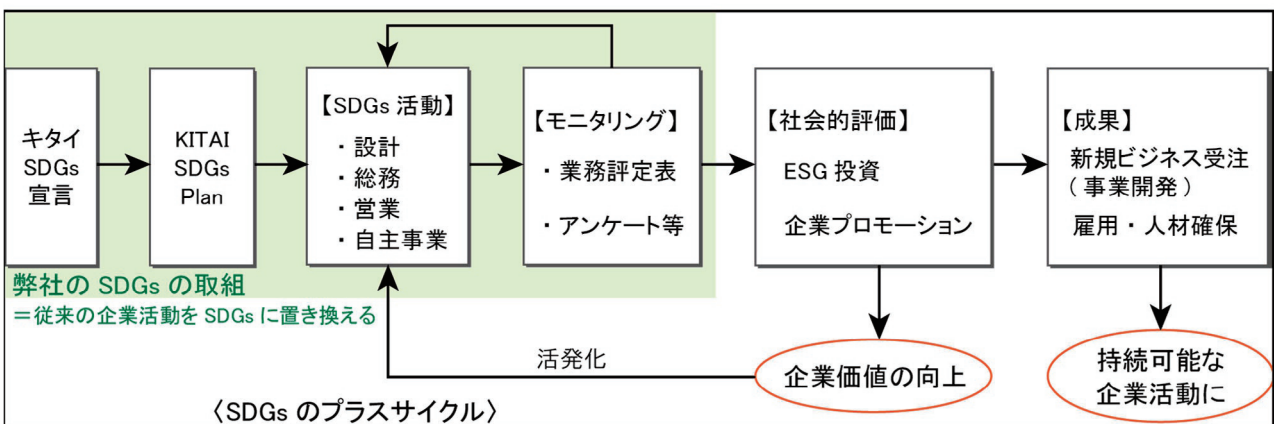 キタイ
SDGs
宣言
KITAI
SDGs
Plan
【SDGs 活動】
・設計
・総務
・営業
・自主事業
【モニタリング】
・業務評定表
・アンケート等
【社会的評価】
ESG 投資
企業プロモーション
【成果】
新規ビジネス受注
(事業開発)
雇用・人材確保
弊社の SDGs の取組
＝従来の企業活動を SDGs に置き換える
活発化
企業価値の向上
持続可能な
企業活動に
〈SDGs のプラスサイクル〉